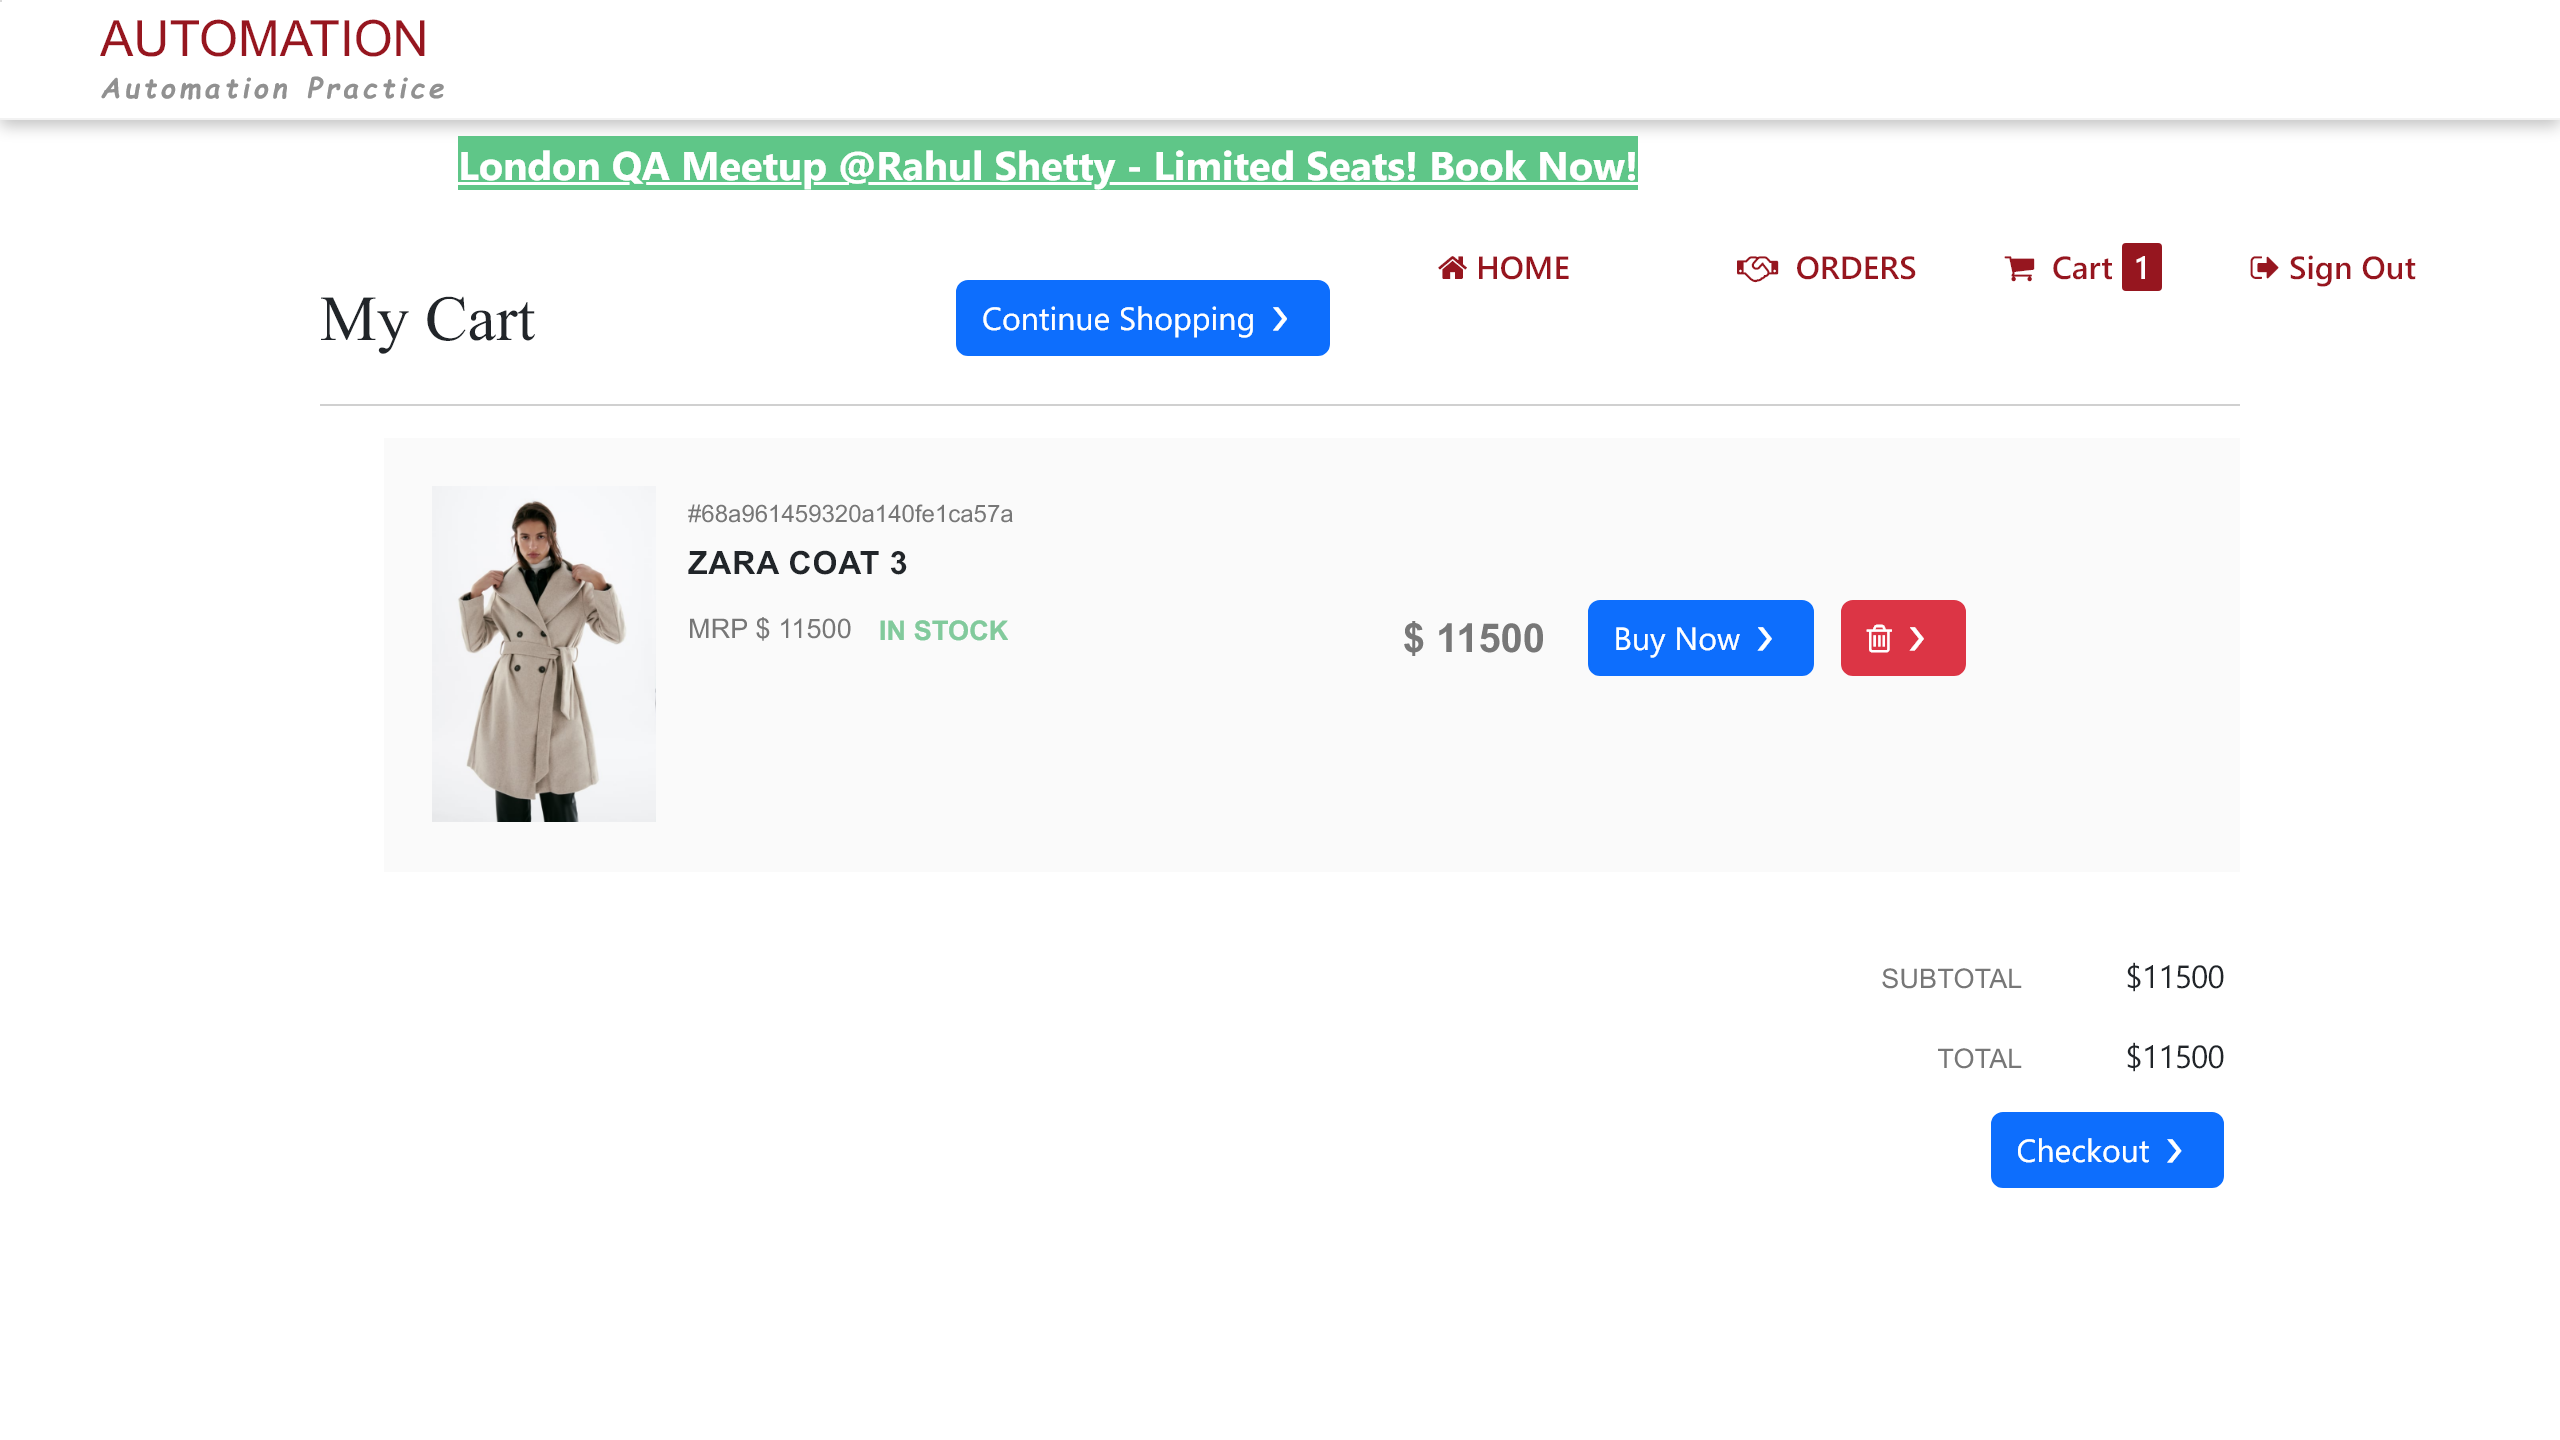 AUTOMATION
Automation Practice
London QA Meetup @Rahul Shetty - Limited Seats! Book Now!
HOME
ORDERS
Cart 1
Sign Out
My Cart
Continue Shopping ❯
#68a961459320a140fe1ca57a
ZARA COAT 3
MRP $ 11500 IN STOCK
$ 11500
Buy Now ❯
❯
SUBTOTAL $11500
TOTAL $11500
Checkout ❯